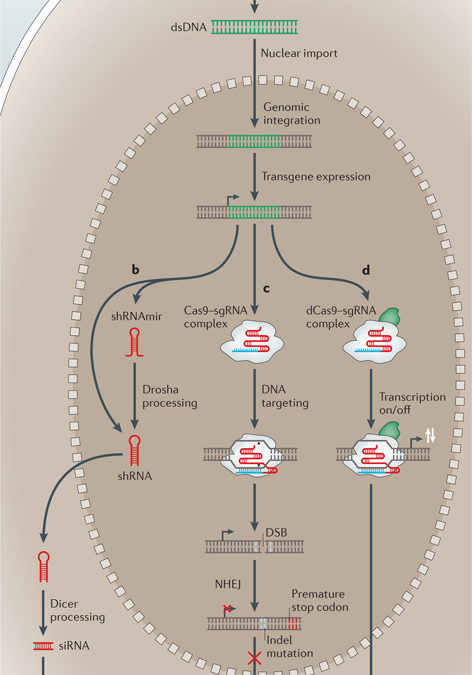 dsDNA
Nuclear import
Genomic
integration
Transgene expression
b
c
d
shRNAmir
Cas9–sgRNA
complex
dCas9–sgRNA
complex
Drosha
processing
DNA
targeting
Transcription
on/off
shRNA
DSB
NHEJ
Premature
stop codon
Dicer
processing
siRNA
Indel
mutation